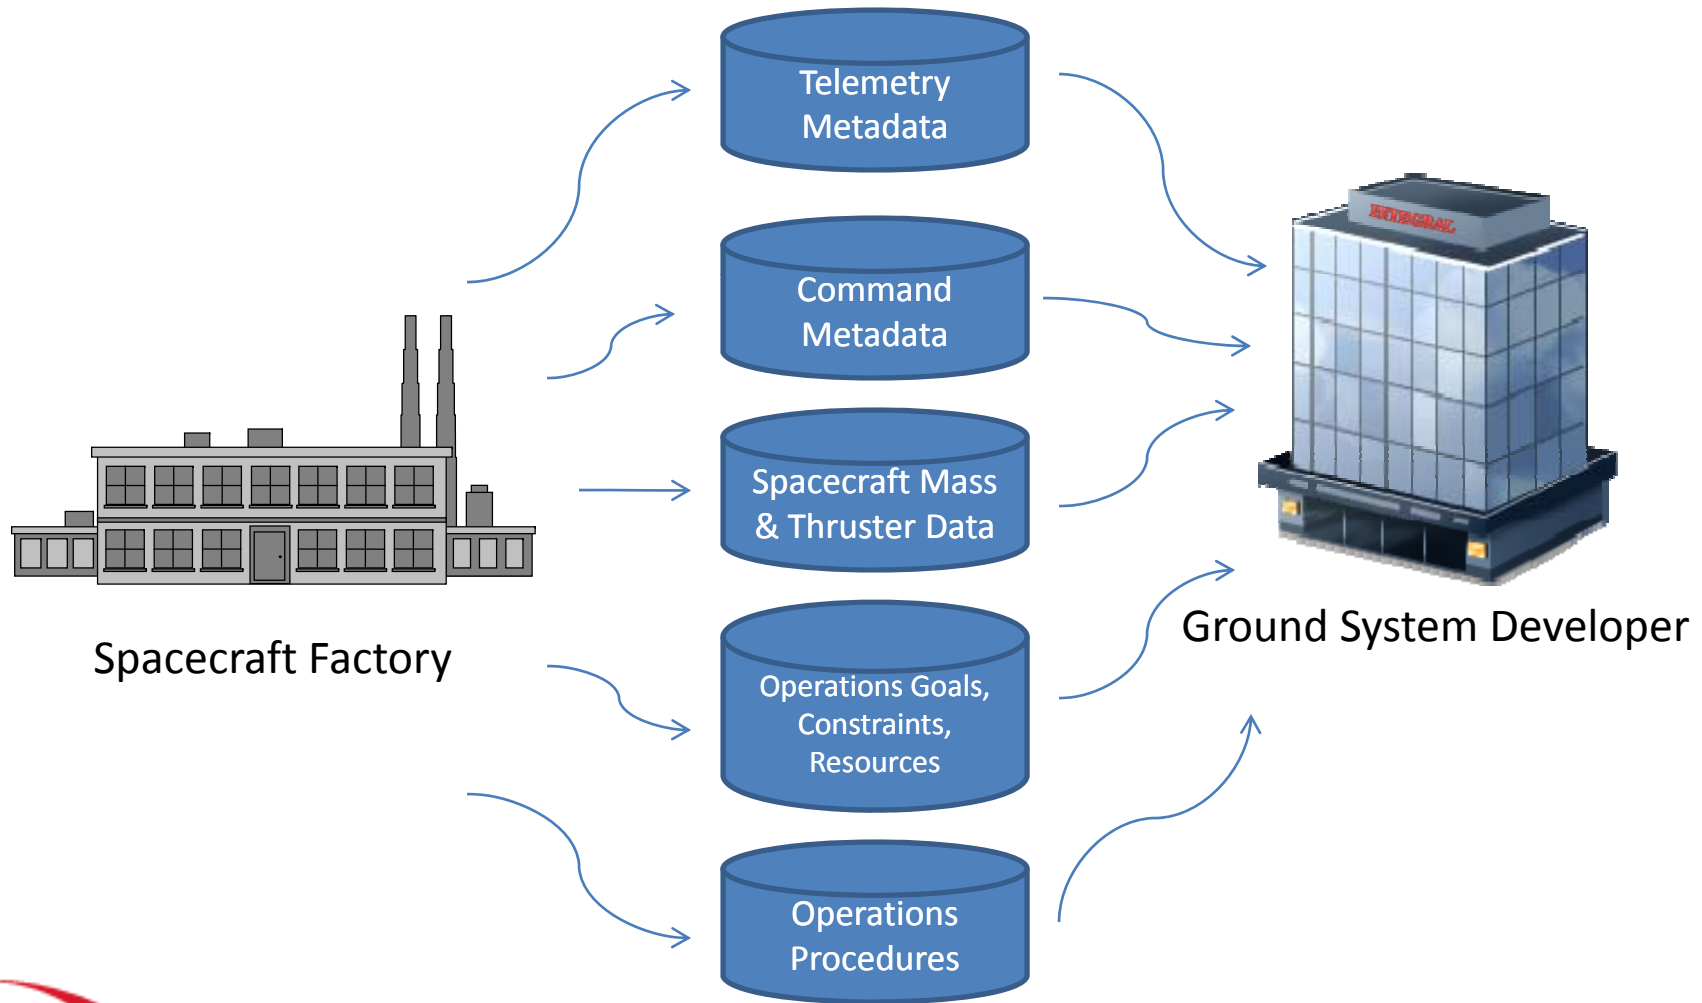 Telemetry
Metadata
INTEGRAL
Command
Metadata
Spacecraft Mass
& Thruster Data
Spacecraft Factory
Ground System Developer
Operations Goals,
Constraints,
Resources
Operations
Procedures